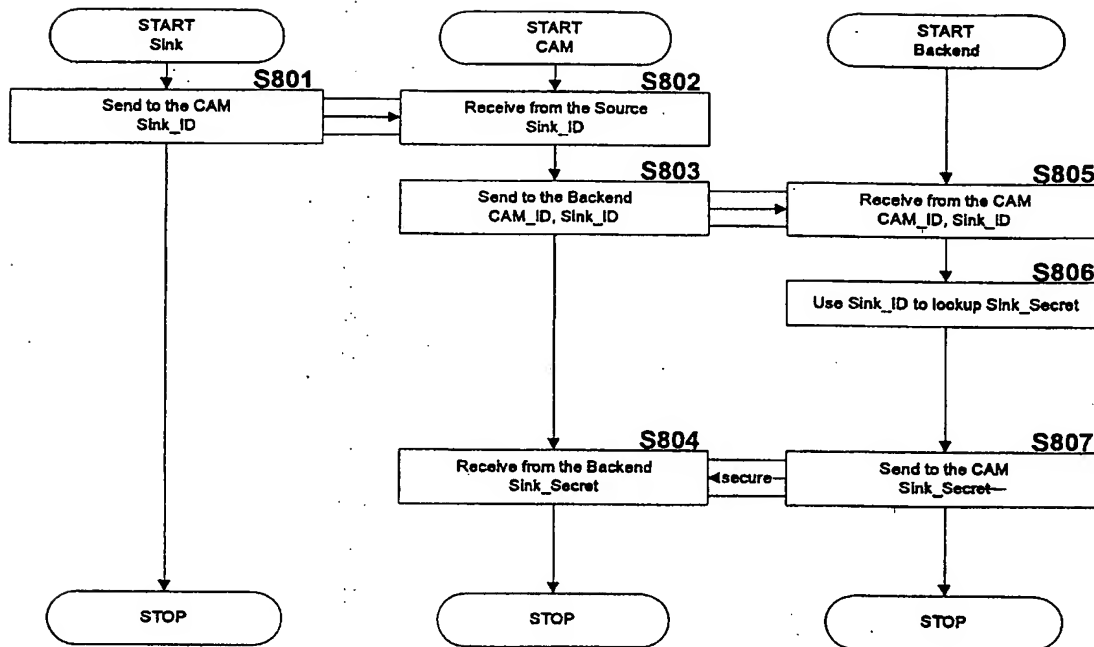 START
Sink
START
CAM
START
Backend
S801
Send to the CAM
Sink_ID
S802
Receive from the Source
Sink_ID
S803
Send to the Backend
CAM_ID, Sink_ID
S805
Receive from the CAM
CAM_ID, Sink_ID
S806
Use Sink_ID to lookup Sink_Secret
S804
Receive from the Backend
Sink_Secret
secure
S807
Send to the CAM
Sink_Secret
STOP
STOP
STOP